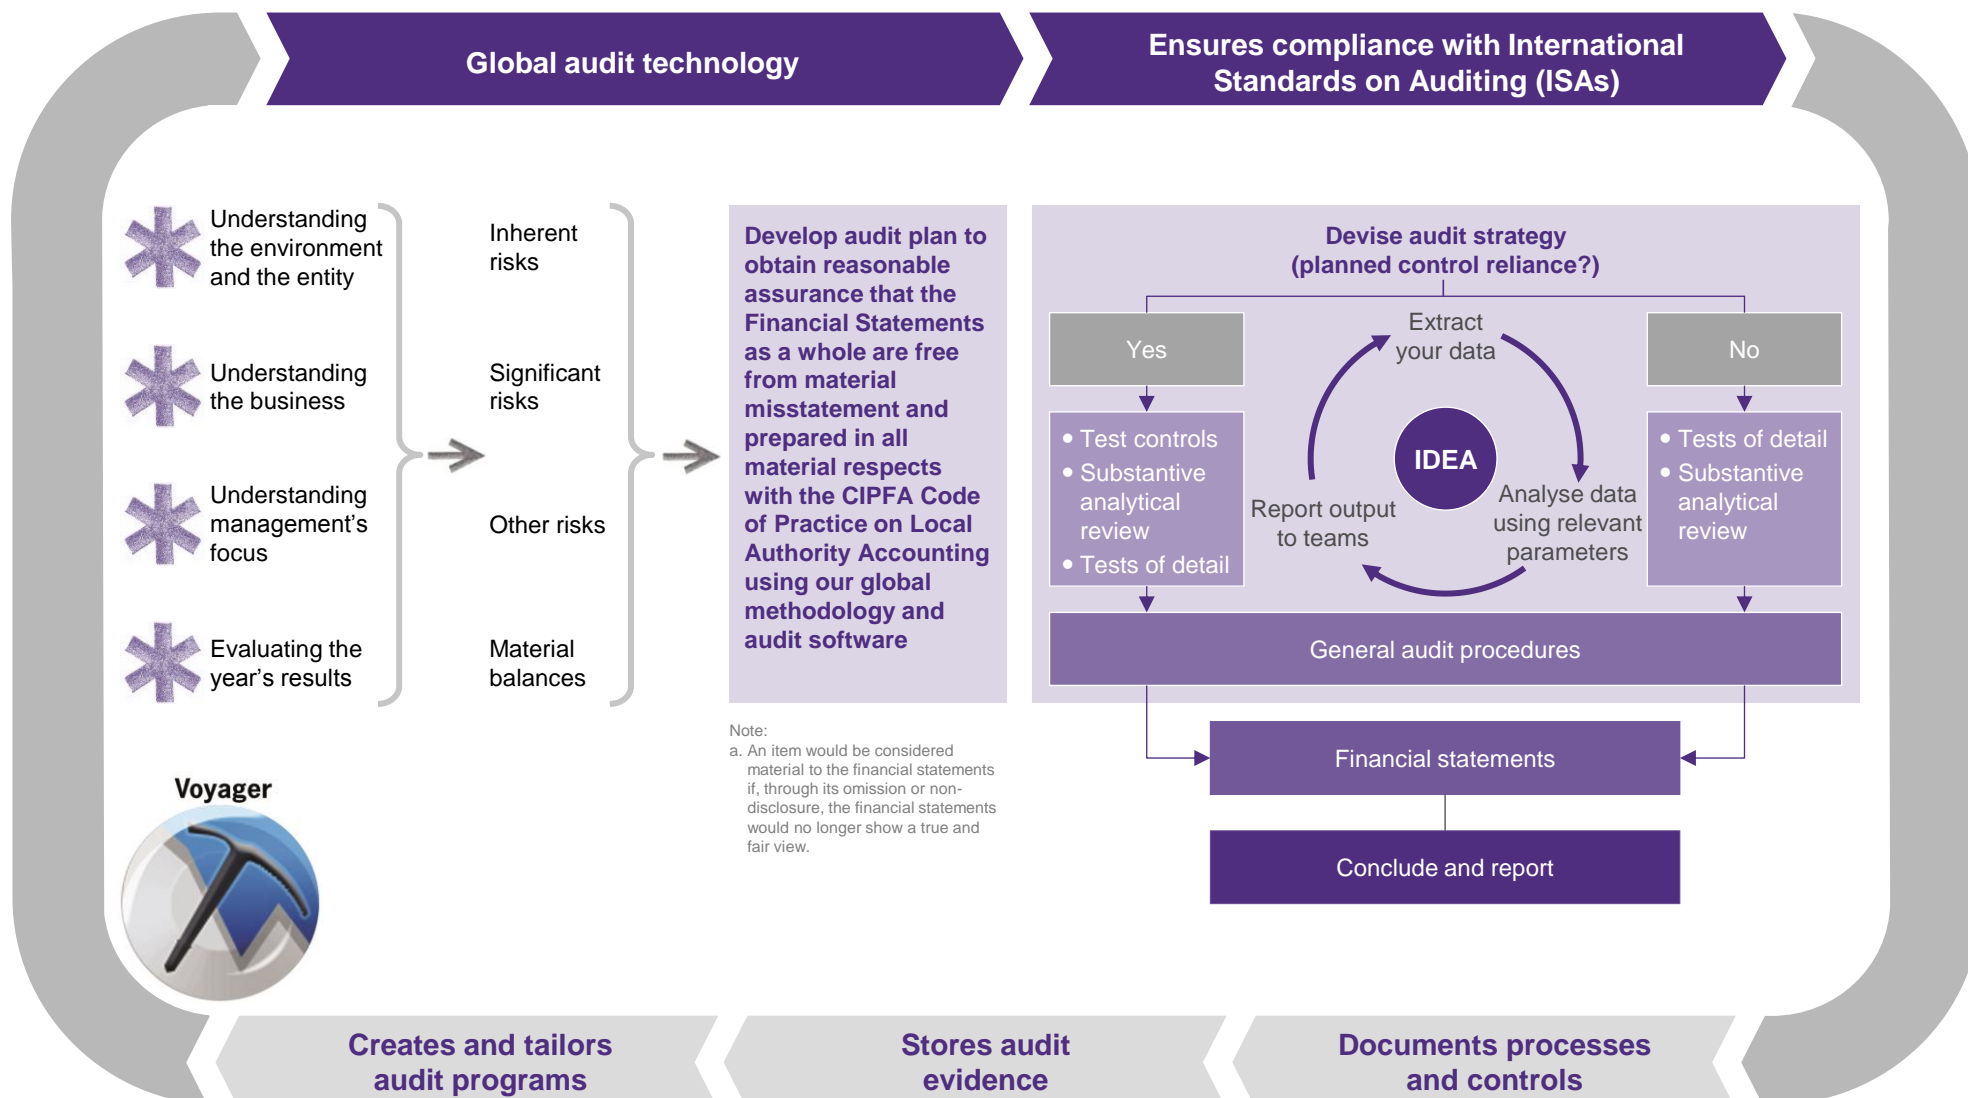 Global audit technology
Ensures compliance with International
Standards on Auditing (ISAs)
Understanding
the environment
and the entity
Understanding
the business
Understanding
management’s
focus
Evaluating the
year’s results
Inherent
risks
Significant
risks
Other risks
Material
balances
Develop audit plan to
obtain reasonable
assurance that the
Financial Statements
as a whole are free
from material
misstatement and
prepared in all
material respects
with the CIPFA Code
of Practice on Local
Authority Accounting
using our global
methodology and
audit software
Note:
a. An item would be considered
material to the financial statements
if, through its omission or non-
disclosure, the financial statements
would no longer show a true and
fair view.
Devise audit strategy
(planned control reliance?)
Yes
• Test controls
• Substantive
analytical
review
• Tests of detail
Extract
your data
IDEA
Analyse data
using relevant
parameters
Report output
to teams
No
• Tests of detail
• Substantive
analytical
review
General audit procedures
Financial statements
Conclude and report
Voyager
Creates and tailors
audit programs
Stores audit
evidence
Documents processes
and controls